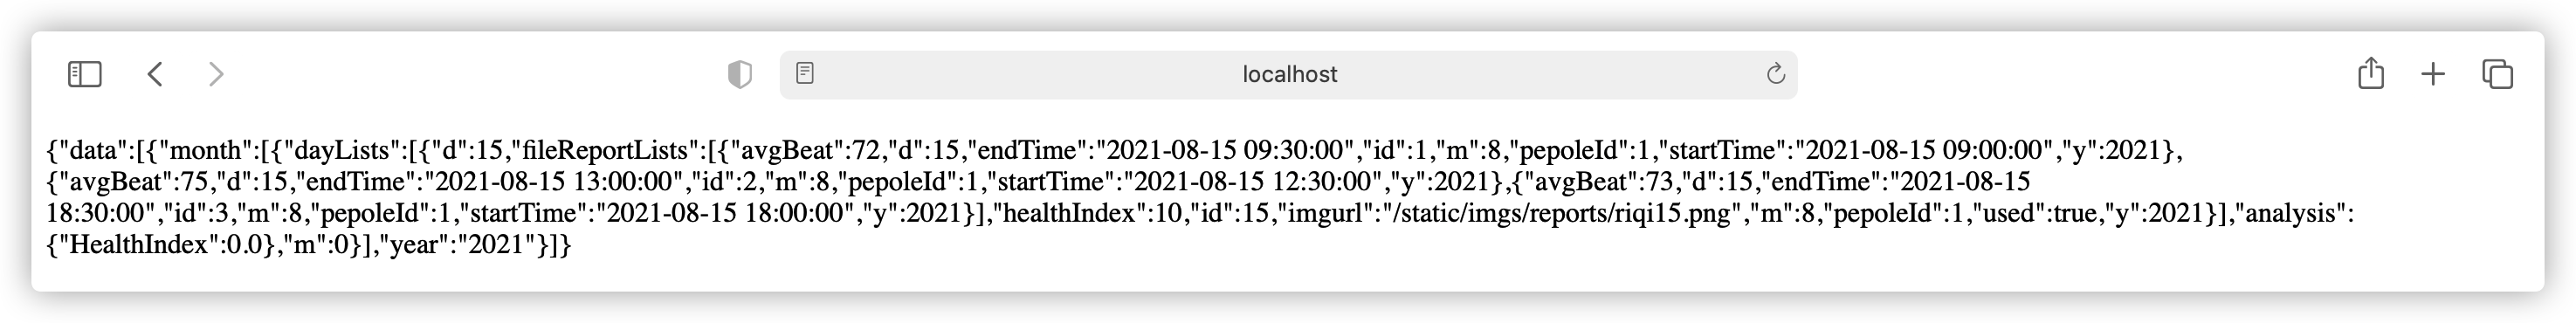 localhost
{"data":[{"month":[{"dayLists":[{"d":15,"fileReportLists":[{"avgBeat":72,"d":15,"endTime":"2021-08-15 09:30:00","id":1,"m":8,"pepoleId":1,"startTime":"2021-08-15 09:00:00","y":2021},
{"avgBeat":75,"d":15,"endTime":"2021-08-15 13:00:00","id":2,"m":8,"pepoleId":1,"startTime":"2021-08-15 12:30:00","y":2021},{"avgBeat":73,"d":15,"endTime":"2021-08-15
18:30:00","id":3,"m":8,"pepoleId":1,"startTime":"2021-08-15 18:00:00","y":2021}],"healthIndex":10,"id":15,"imgurl":"/static/imgs/reports/riqi15.png","m":8,"pepoleId":1,"used":true,"y":2021}],"analysis":
{"HealthIndex":0.0},"m":0}],"year":"2021"}]}